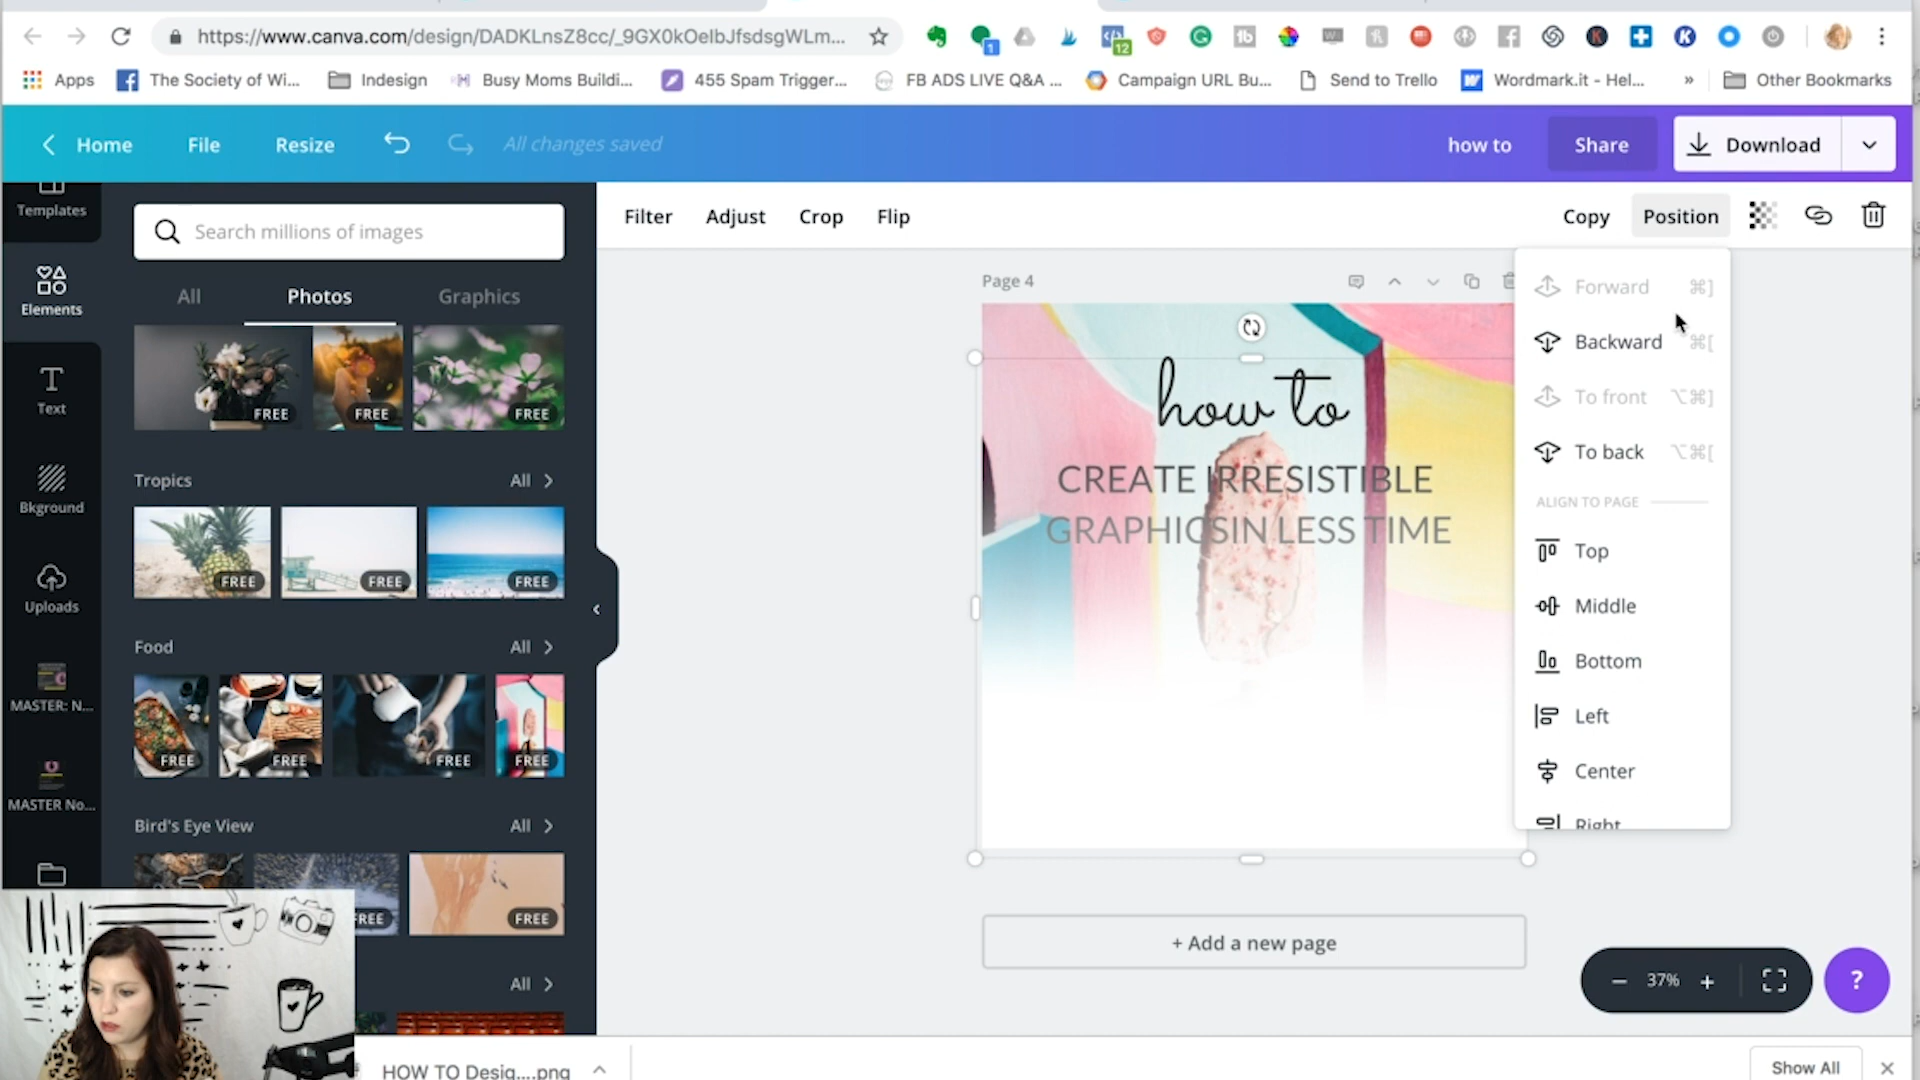 https://www.canva.com/design/DADKLnsZ8cc/_9GX0kOeIbJfsdsgWLm...
1
12
Apps
The Society of Wi...
Indesign
Busy Moms Buildi...
455 Spam Trigger...
FB ADS LIVE Q&A ...
Campaign URL Bu...
Send to Trello
Wordmark.it - Hel...
»
Other Bookmarks
Home
File
Resize
All changes saved
how to
Share
Download
Templates
Elements
Text
Bkground
Uploads
MASTER: N...
MASTER No...
Search millions of images
All
Photos
Graphics
FREE
FREE
FREE
Tropics
All
FREE
FREE
FREE
Food
All
FREE
FREE
FREE
FREE
Bird's Eye View
All
FREE
FREE
All
Filter
Adjust
Crop
Flip
Copy
Position
Page 4
how to
CREATE IRRESISTIBLE
GRAPHICSIN LESS TIME
Forward ⌘]
Backward ⌘[
To front ⌥⌘]
To back ⌥⌘[
ALIGN TO PAGE
Top
Middle
Bottom
Left
Center
Right
+ Add a new page
− 37% +
?
HOW TO Desig....png
Show All